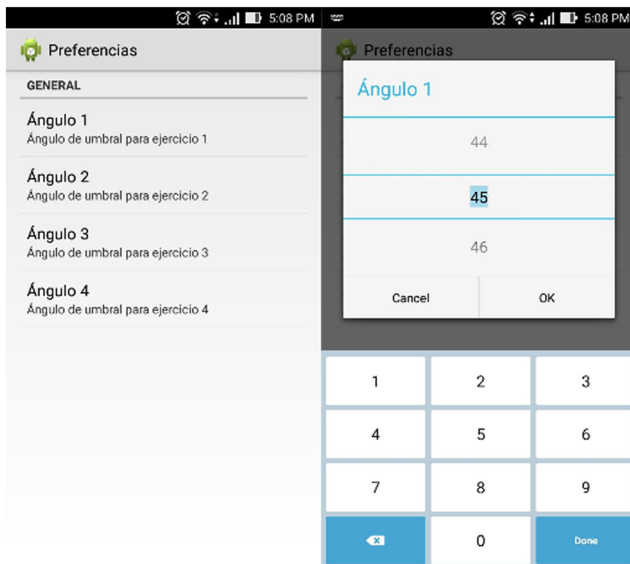 5:08 PM
Preferencias
GENERAL
Ángulo 1
Ángulo de umbral para ejercicio 1
Ángulo 2
Ángulo de umbral para ejercicio 2
Ángulo 3
Ángulo de umbral para ejercicio 3
Ángulo 4
Ángulo de umbral para ejercicio 4
5:08 PM
Preferencias
Ángulo 1
44
45
46
Cancel OK
1 2 3
4 5 6
7 8 9
0 Done